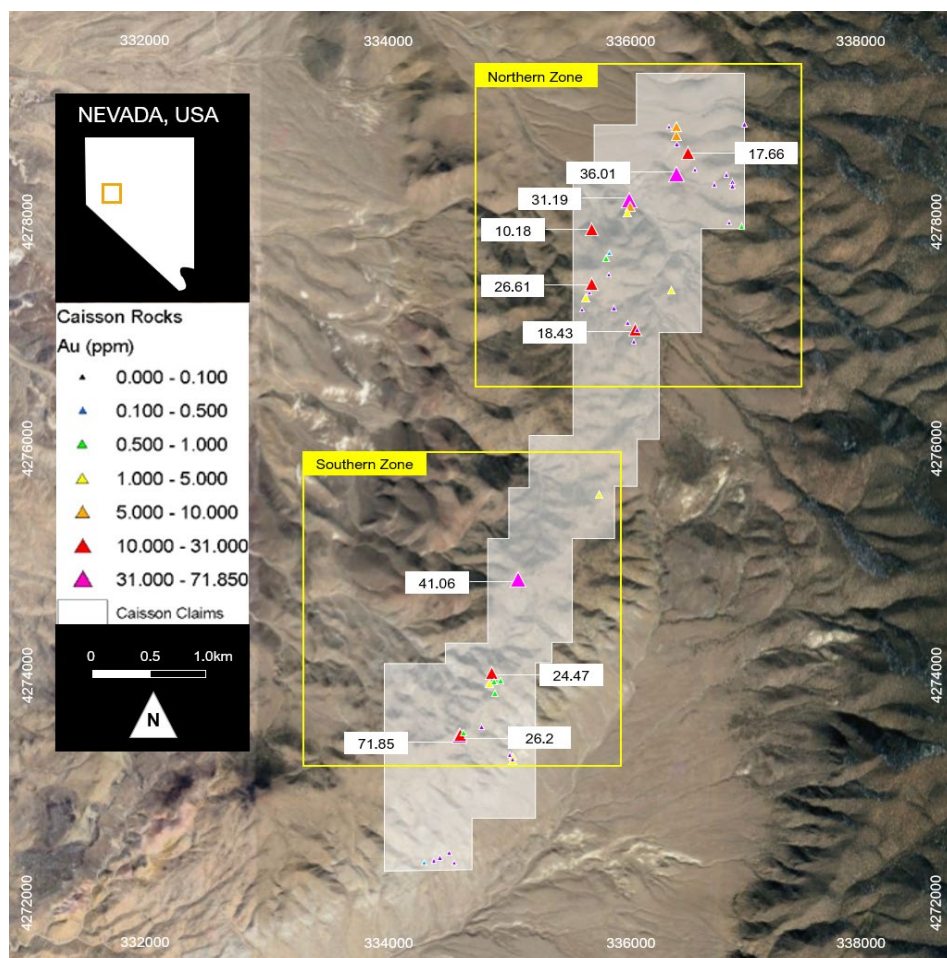 332000
334000
336000
338000
Northern Zone
NEVADA, USA
17.66
36.01
31.19
10.18
26.61
18.43
4278000
4278000
Caisson Rocks
Au (ppm)
0.000 - 0.100
0.100 - 0.500
0.500 - 1.000
1.000 - 5.000
5.000 - 10.000
10.000 - 31.000
31.000 - 71.850
Caisson Claims
4276000
4276000
Southern Zone
41.06
0 0.5 1.0km
N
24.47
4274000
4274000
71.85
26.2
4272000
4272000
332000
334000
336000
338000